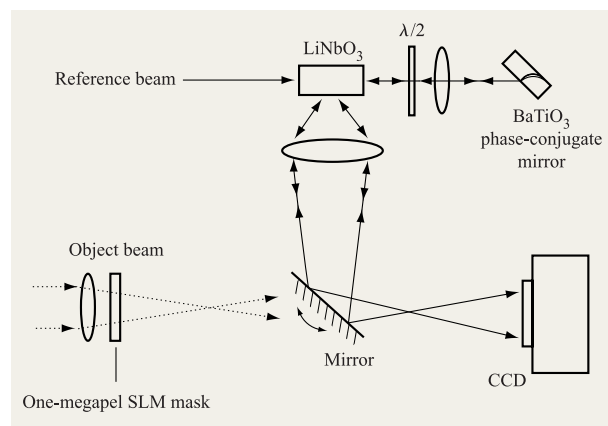 λ/2
LiNbO₃
Reference beam
BaTiO₃
phase-conjugate
mirror
Object beam
Mirror
CCD
One-megapel SLM mask